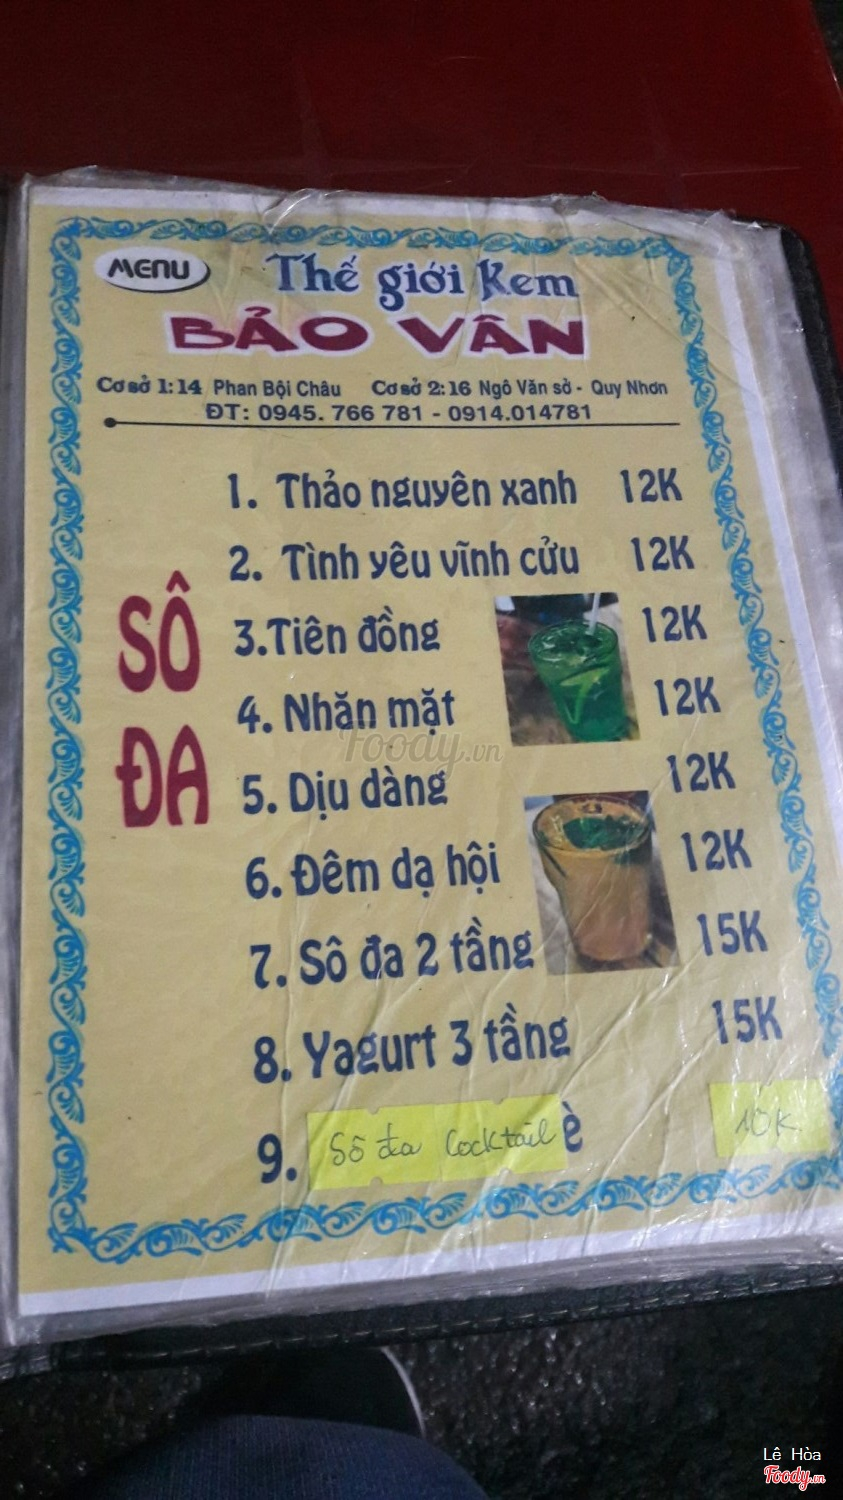 MENU
Thế giới Kem
BẢO VÂN
Cơ sở 1: 14 Phan Bội Châu Cơ sở 2: 16 Ngô Văn sở - Quy Nhơn
ĐT: 0945. 766 781 - 0914.014781
SÔ
ĐA
1. Thảo nguyên xanh 12K
2. Tình yêu vĩnh cửu 12K
3.Tiên đồng 12K
4. Nhăn mặt 12K
5. Dịu dàng 12K
6. Đêm dạ hội 12K
7. Sô đa 2 tầng 15K
8. Yagurt 3 tầng 15K
9. Sô đa Cocktail è 10K
Foody.vn
Lê Hòa
Foody.vn